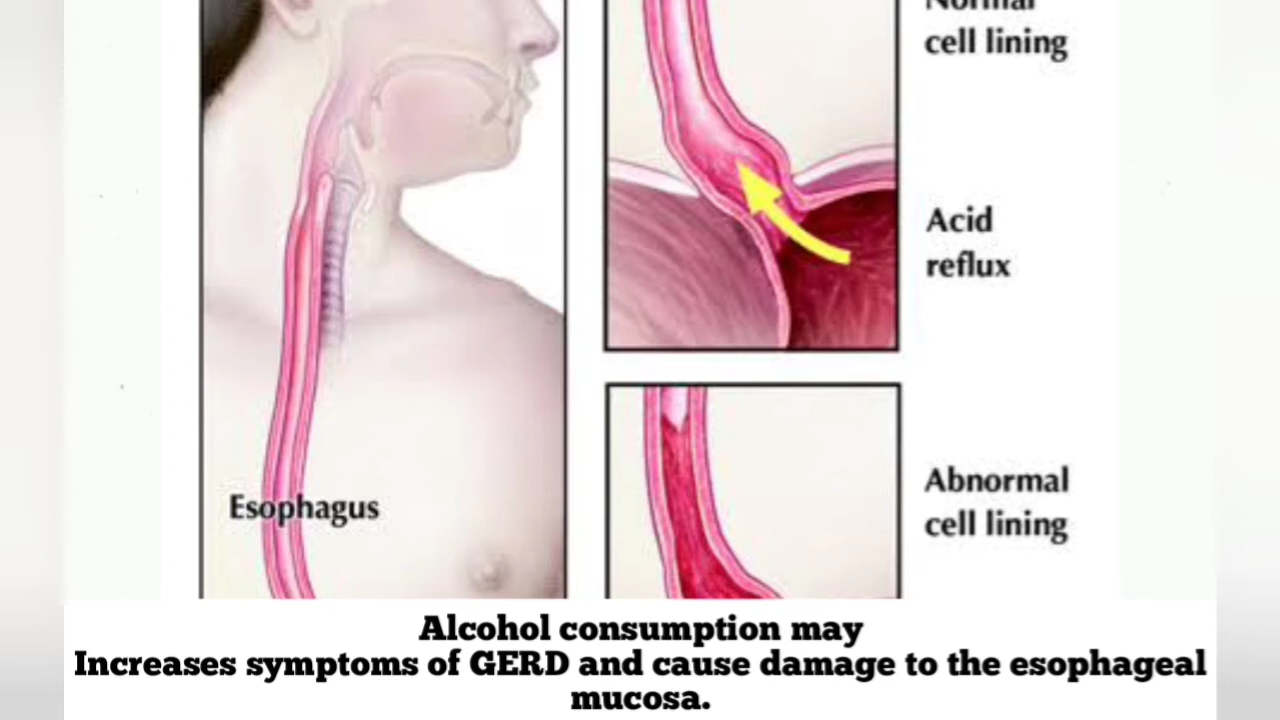 Normal
cell lining
Acid
reflux
Esophagus
Abnormal
cell lining
Alcohol consumption may
Increases symptoms of GERD and cause damage to the esophageal
mucosa.